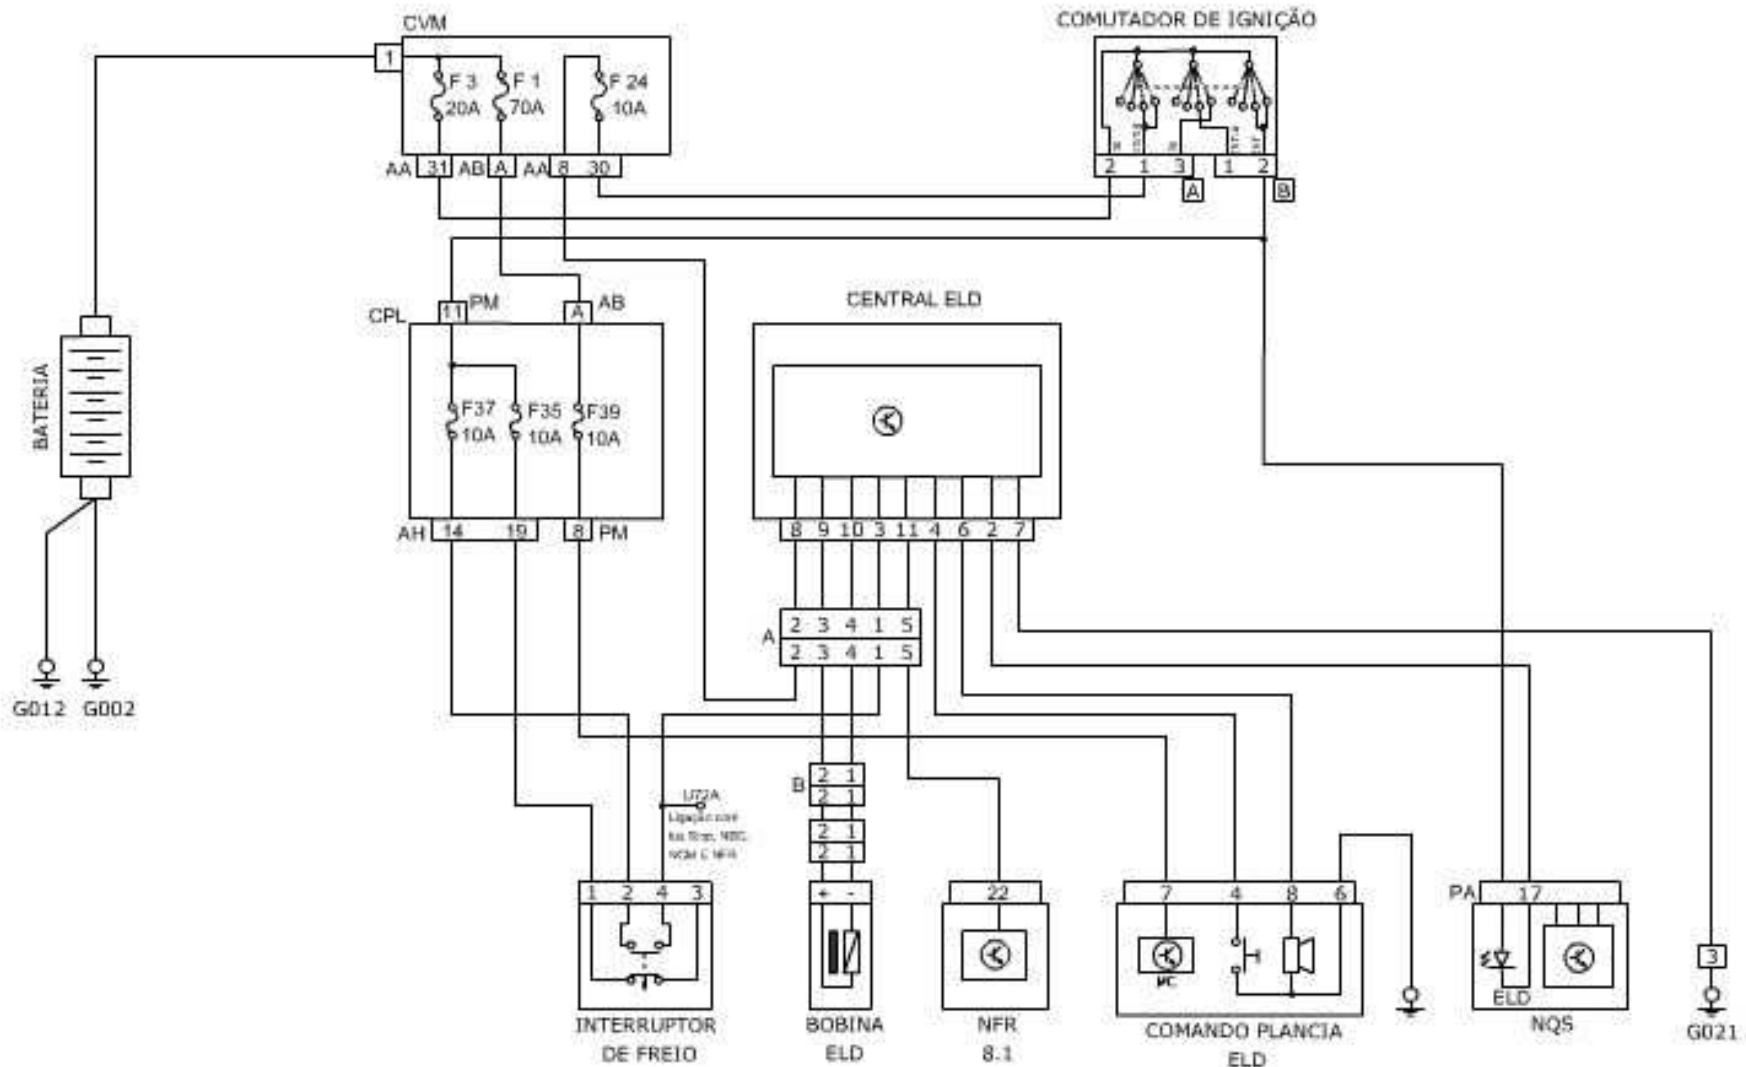 CVM
COMUTADOR DE IGNIÇÃO
1
F 3
20A
F 1
70A
F 24
10A
AA 31 AB A AA 8 30
2 1 3 1 2
A B
CENTRAL ELD
11 PM
A AB
CPL
BATERIA
F37
10A
F35
10A
F39
10A
AH 14 19 8 PM
8 9 10 3 11 4 6 2 7
A
2 3 4 1 5
2 3 4 1 5
G012 G002
B
2 1
2 1
2 1
2 1
U72A
Ligação com
NCM E NFR
1 2 4 3
+ -
22
7 4 8 6
PA 17
3
µC
ELD
INTERRUPTOR
DE FREIO
BOBINA
ELD
NFR
8.1
COMANDO PLANCIA
ELD
NQS
G021